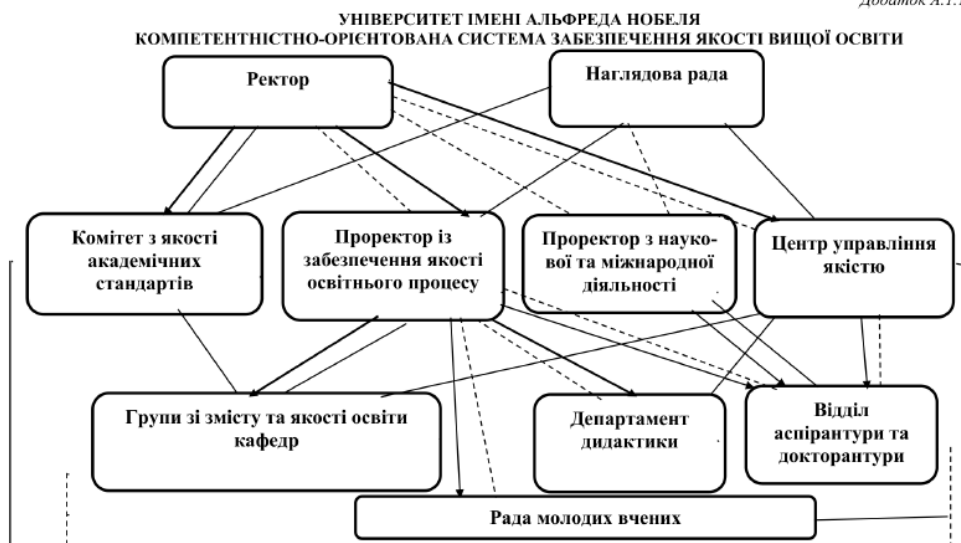 Додаток А.1.1
УНІВЕРСИТЕТ ІМЕНІ АЛЬФРЕДА НОБЕЛЯ
КОМПЕТЕНТНІСТНО-ОРІЄНТОВАНА СИСТЕМА ЗАБЕЗПЕЧЕННЯ ЯКОСТІ ВИЩОЇ ОСВІТИ
Ректор
Наглядова рада
Комітет з якості
академічних
стандартів
Проректор із
забезпечення якості
освітнього процесу
Проректор з науко-
вої та міжнародної
діяльності
Центр управління
якістю
Групи зі змісту та якості освіти
кафедр
Департамент
дидактики
Відділ
аспірантури та
докторантури
Рада молодих вчених